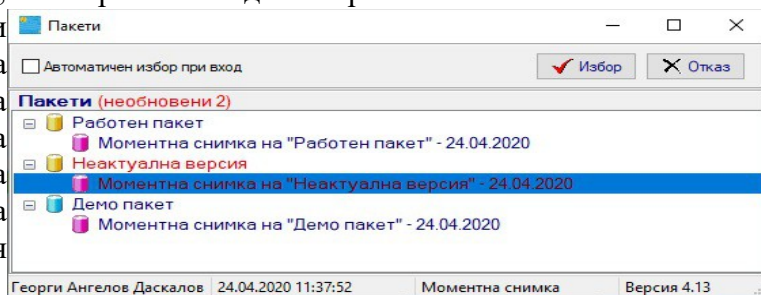 Пакети
Автоматичен избор при вход
Избор
Отказ
Пакети (необновени 2)
Работен пакет
Моментна снимка на "Работен пакет" - 24.04.2020
Неактуална версия
Моментна снимка на "Неактуална версия" - 24.04.2020
Демо пакет
Моментна снимка на "Демо пакет" - 24.04.2020
Георги Ангелов Даскалов 24.04.2020 11:37:52 Моментна снимка Версия 4.13